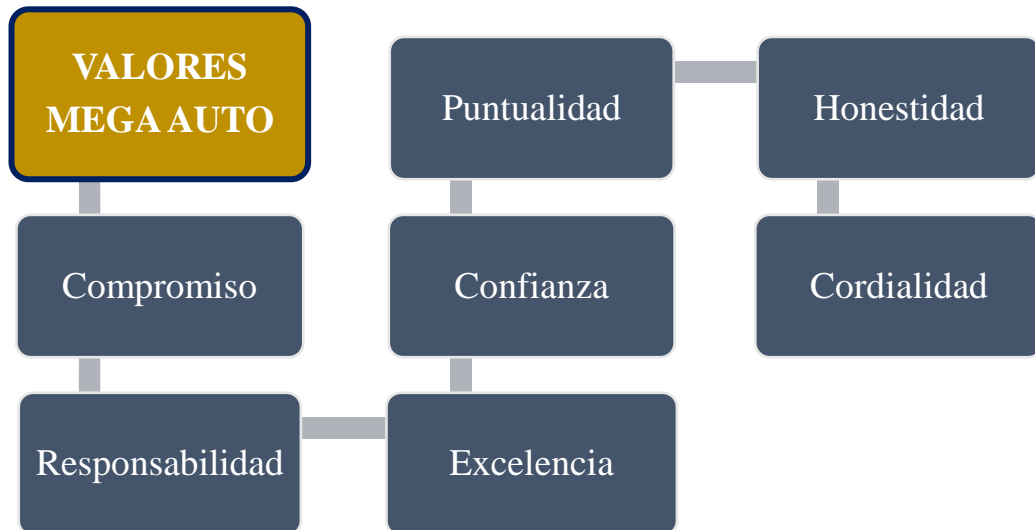 VALORES
MEGA AUTO
Compromiso
Responsabilidad
Excelencia
Confianza
Puntualidad
Honestidad
Cordialidad